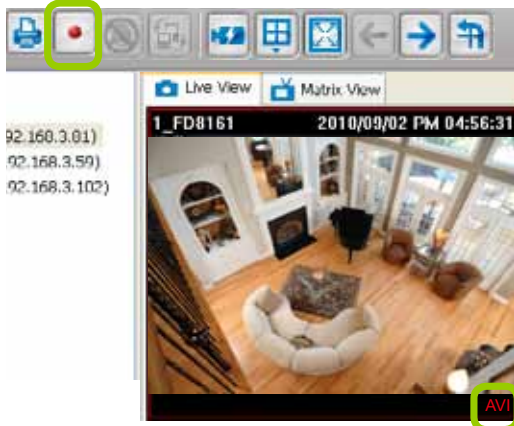 Live View Matrix View
92.168.3.81)
92.168.3.59)
92.168.3.102)
1_FD8161 2010/09/02 PM 04:56:31
AVI